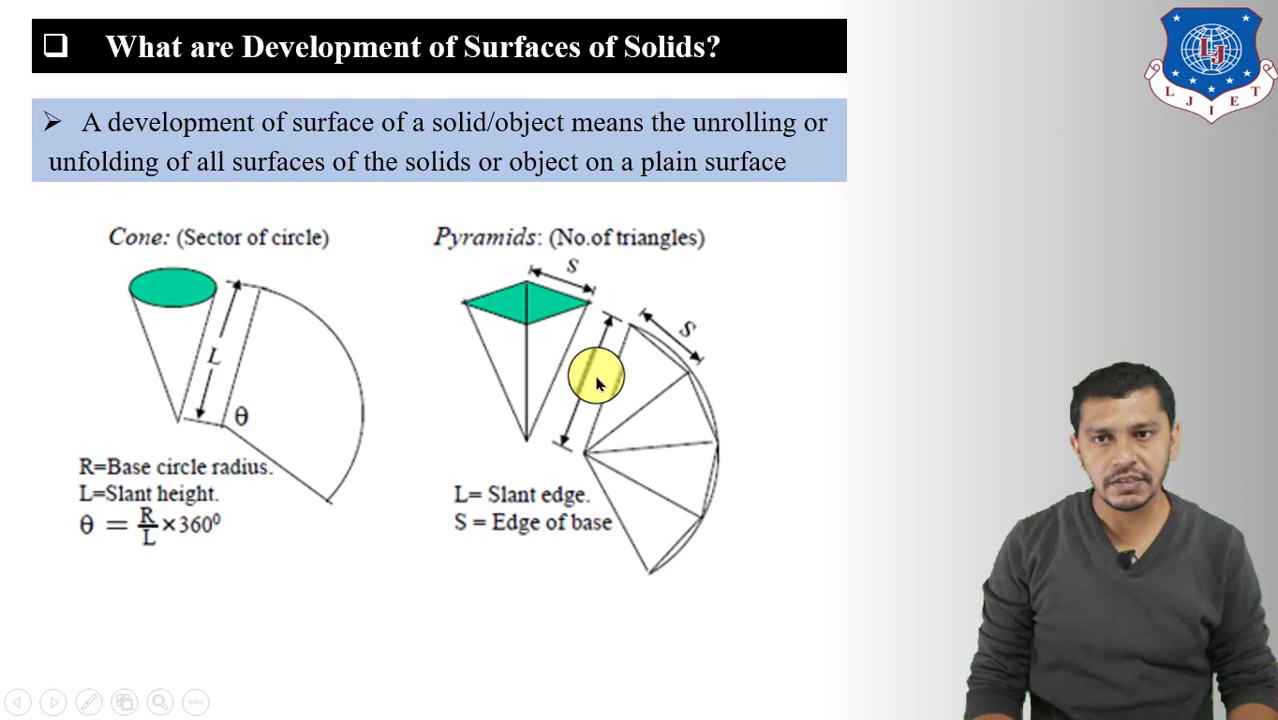 ❑ What are Development of Surfaces of Solids?
➢ A development of surface of a solid/object means the unrolling or
unfolding of all surfaces of the solids or object on a plain surface
Cone: (Sector of circle)
L
θ
R=Base circle radius.
L=Slant height.
θ = R/L ×360⁰
Pyramids: (No.of triangles)
S
S
L= Slant edge.
S = Edge of base
LJ
L J I E T